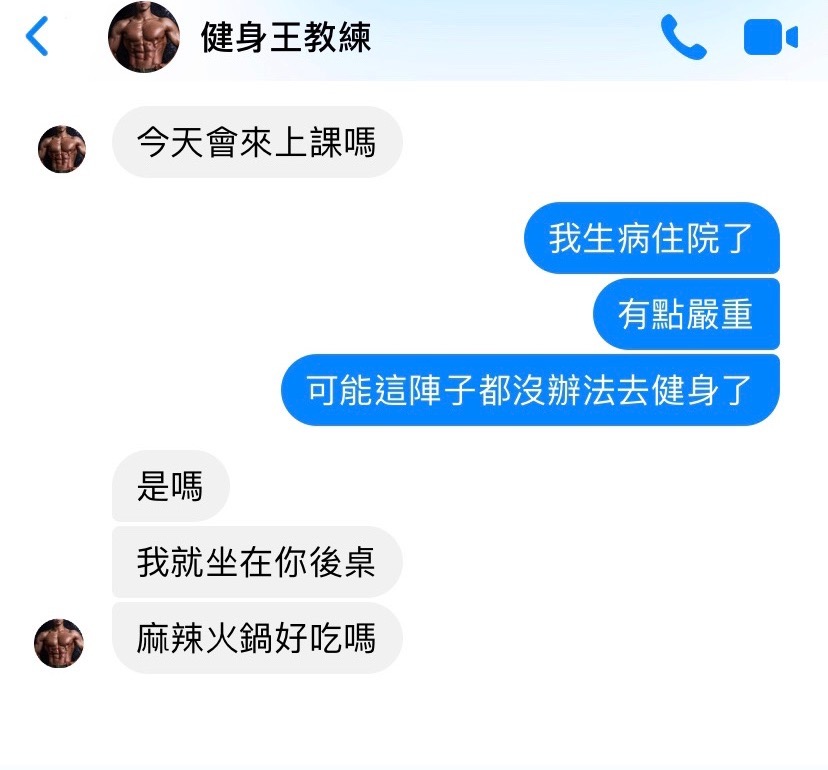 健身王教練
今天會來上課嗎
我生病住院了
有點嚴重
可能這陣子都沒辦法去健身了
是嗎
我就坐在你後桌
麻辣火鍋好吃嗎